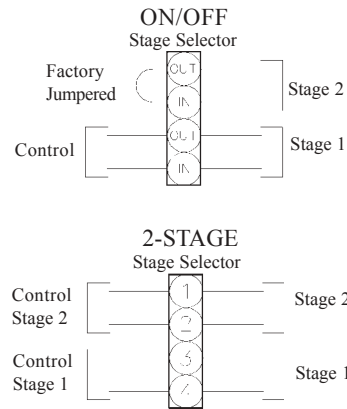 ON/OFF
Stage Selector
Factory
Jumpered
OUT
IN
Stage 2
Control
OUT
IN
Stage 1
2-STAGE
Stage Selector
Control
Stage 2
1
2
Stage 2
Control
Stage 1
3
4
Stage 1